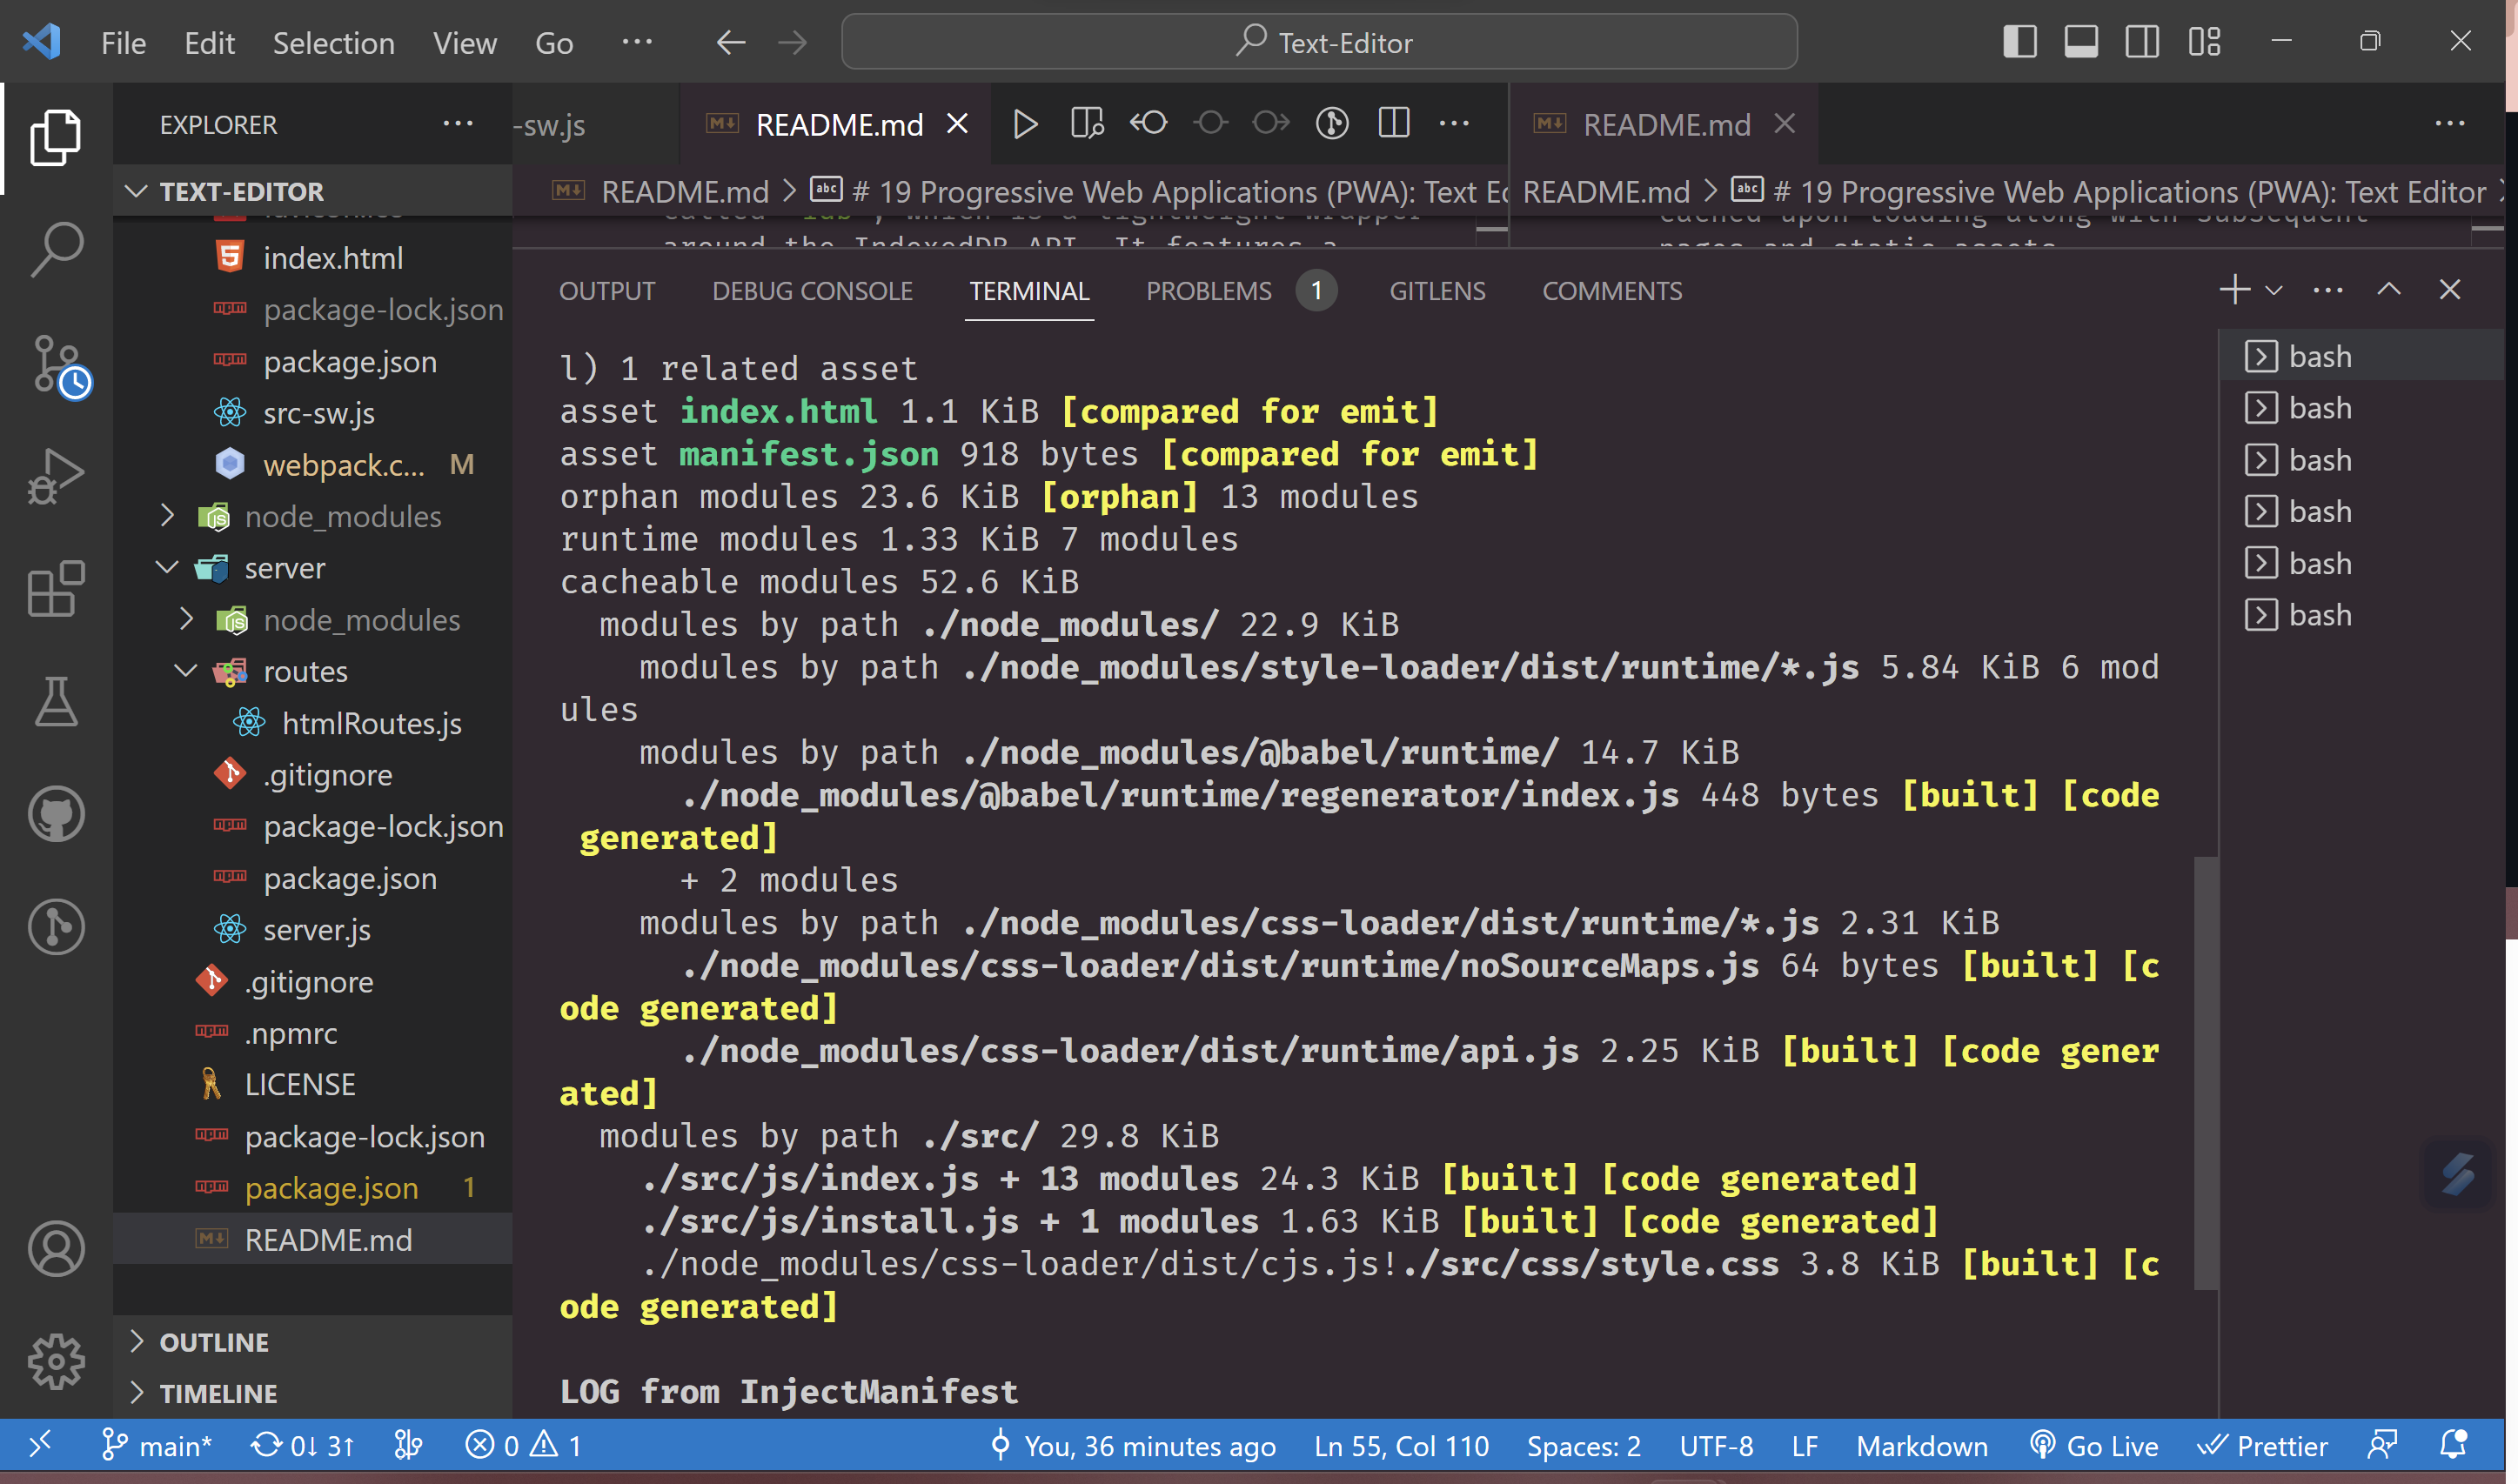 File Edit Selection View Go
Text-Editor
EXPLORER
-sw.js
README.md
README.md
TEXT-EDITOR
README.md > # 19 Progressive Web Applications (PWA): Text Ec
README.md > # 19 Progressive Web Applications (PWA): Text Editor
index.html
package-lock.json
package.json
src-sw.js
webpack.c... M
node_modules
server
node_modules
routes
htmlRoutes.js
.gitignore
package-lock.json
package.json
server.js
.gitignore
.npmrc
LICENSE
package-lock.json
package.json 1
README.md
OUTLINE
TIMELINE
OUTPUT DEBUG CONSOLE TERMINAL PROBLEMS 1 GITLENS COMMENTS
l) 1 related asset
asset index.html 1.1 KiB [compared for emit]
asset manifest.json 918 bytes [compared for emit]
orphan modules 23.6 KiB [orphan] 13 modules
runtime modules 1.33 KiB 7 modules
cacheable modules 52.6 KiB
modules by path ./node_modules/ 22.9 KiB
modules by path ./node_modules/style-loader/dist/runtime/*.js 5.84 KiB 6 mod
ules
modules by path ./node_modules/@babel/runtime/ 14.7 KiB
./node_modules/@babel/runtime/regenerator/index.js 448 bytes [built] [code
generated]
+ 2 modules
modules by path ./node_modules/css-loader/dist/runtime/*.js 2.31 KiB
./node_modules/css-loader/dist/runtime/noSourceMaps.js 64 bytes [built] [c
ode generated]
./node_modules/css-loader/dist/runtime/api.js 2.25 KiB [built] [code gener
ated]
modules by path ./src/ 29.8 KiB
./src/js/index.js + 13 modules 24.3 KiB [built] [code generated]
./src/js/install.js + 1 modules 1.63 KiB [built] [code generated]
./node_modules/css-loader/dist/cjs.js!./src/css/style.css 3.8 KiB [built] [c
ode generated]
LOG from InjectManifest
bash
bash
bash
bash
bash
bash
main* 0↓ 3↑ 0 1 You, 36 minutes ago Ln 55, Col 110 Spaces: 2 UTF-8 LF Markdown Go Live Prettier